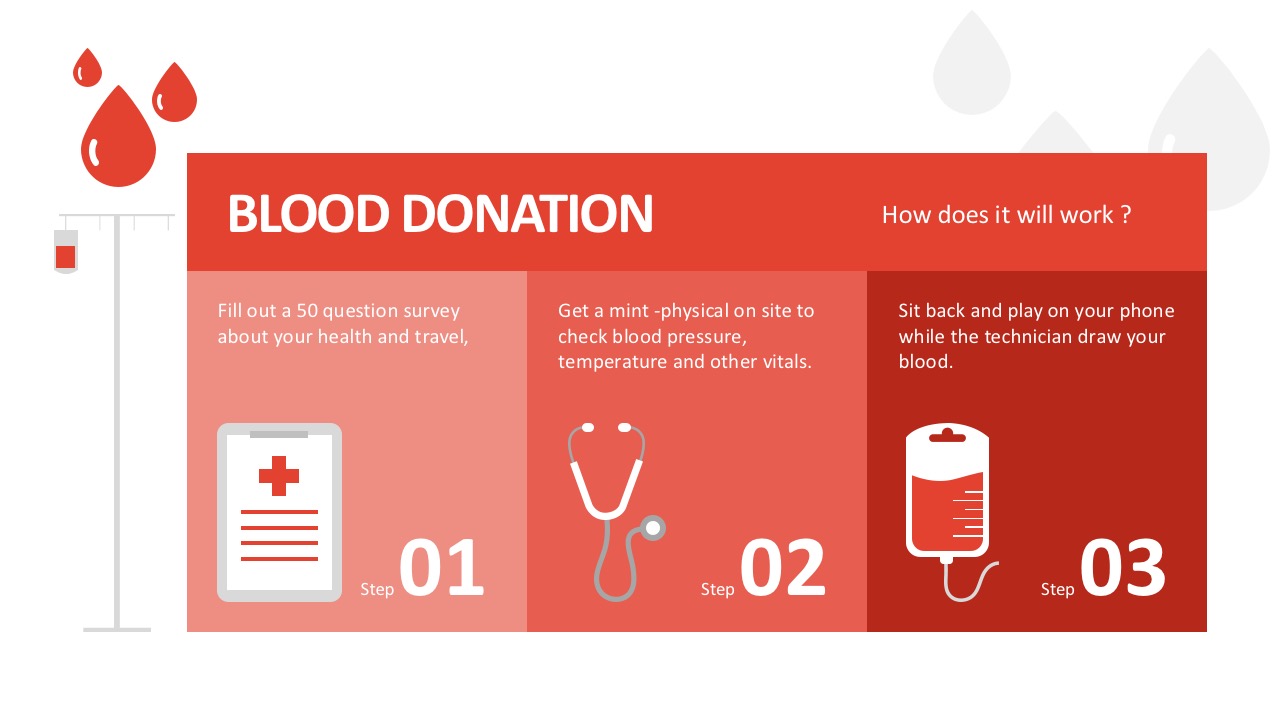 BLOOD DONATION
How does it will work ?
Fill out a 50 question survey
about your health and travel,
Step 01
Get a mint -physical on site to
check blood pressure,
temperature and other vitals.
Step 02
Sit back and play on your phone
while the technician draw your
blood.
Step 03